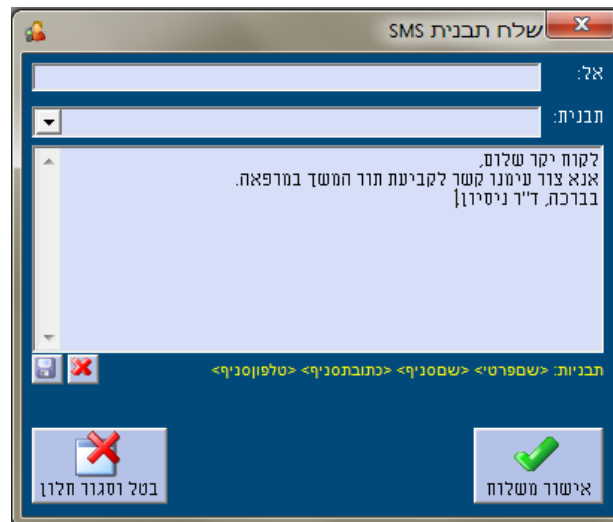 שלח תבנית SMS
אל:
תבנית:
לקוח יקר שלום,
אנא צור עימנו קשר לקביעת תור המשך במרפאה.
בברכה, ד"ר ניסיון
תבניות: <שםפרטי> <שםסניף> <כתובתסניף> <טלפוןסניף>
אישור משלוח
בטל וסגור חלון